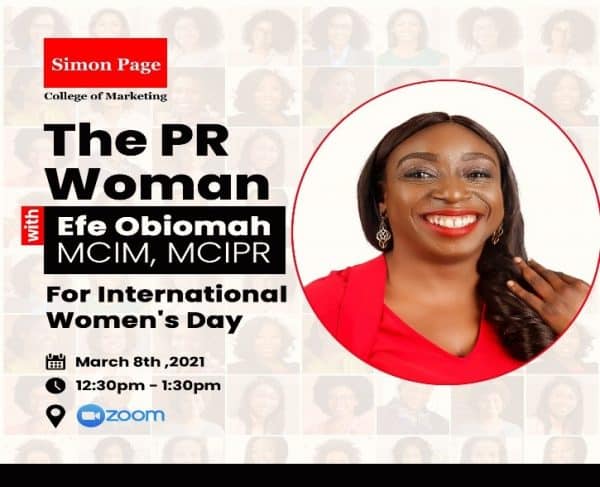 Simon Page
College of Marketing
The PR
Woman
with
Efe Obiomah
MCIM, MCIPR
For International
Women's Day
March 8th ,2021
12:30pm - 1:30pm
zoom